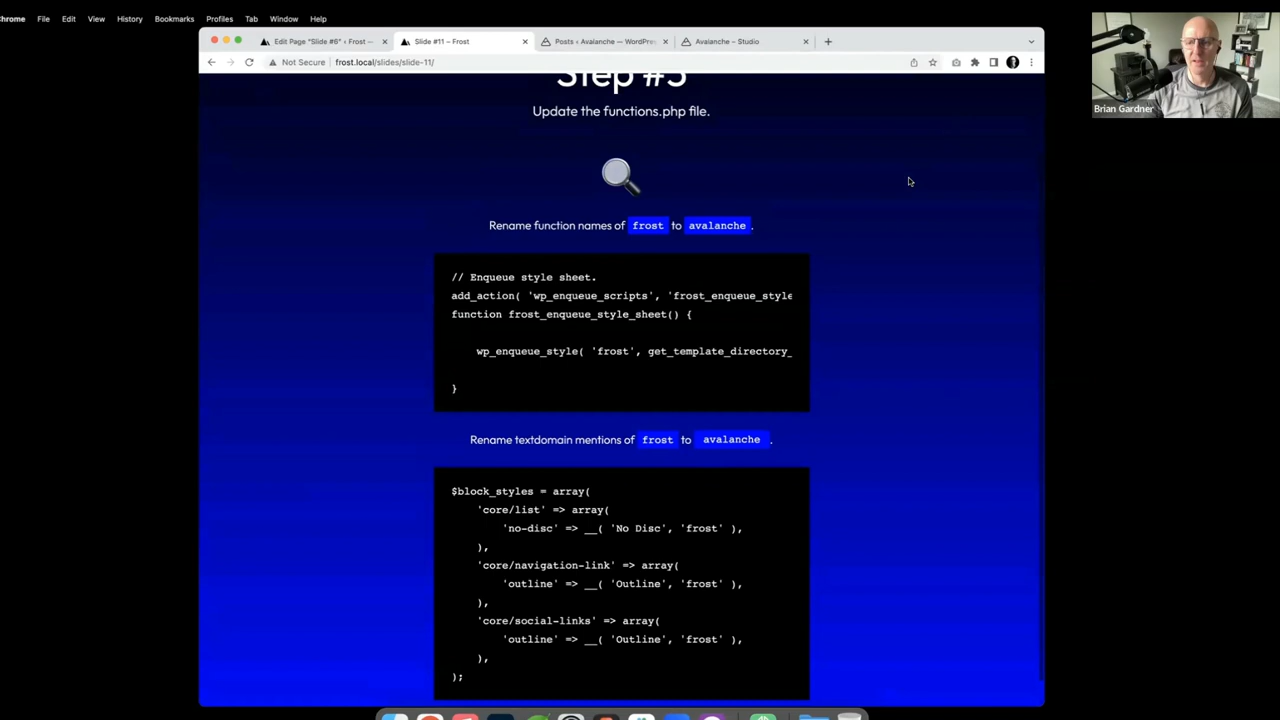 Chrome File Edit View History Bookmarks Profiles Tab Window Help
Edit Page "Slide #6" ‹ Frost — Slide #11 – Frost Posts ‹ Avalanche — WordPres Avalanche – Studio
Not Secure frost.local/slides/slide-11/
Brian Gardner
Step #5
Update the functions.php file.
Rename function names of frost to avalanche.
// Enqueue style sheet.
add_action( 'wp_enqueue_scripts', 'frost_enqueue_style
function frost_enqueue_style_sheet() {
wp_enqueue_style( 'frost', get_template_directory_
}
Rename textdomain mentions of frost to avalanche .
$block_styles = array(
'core/list' => array(
'no-disc' => __( 'No Disc', 'frost' ),
),
'core/navigation-link' => array(
'outline' => __( 'Outline', 'frost' ),
),
'core/social-links' => array(
'outline' => __( 'Outline', 'frost' ),
),
);